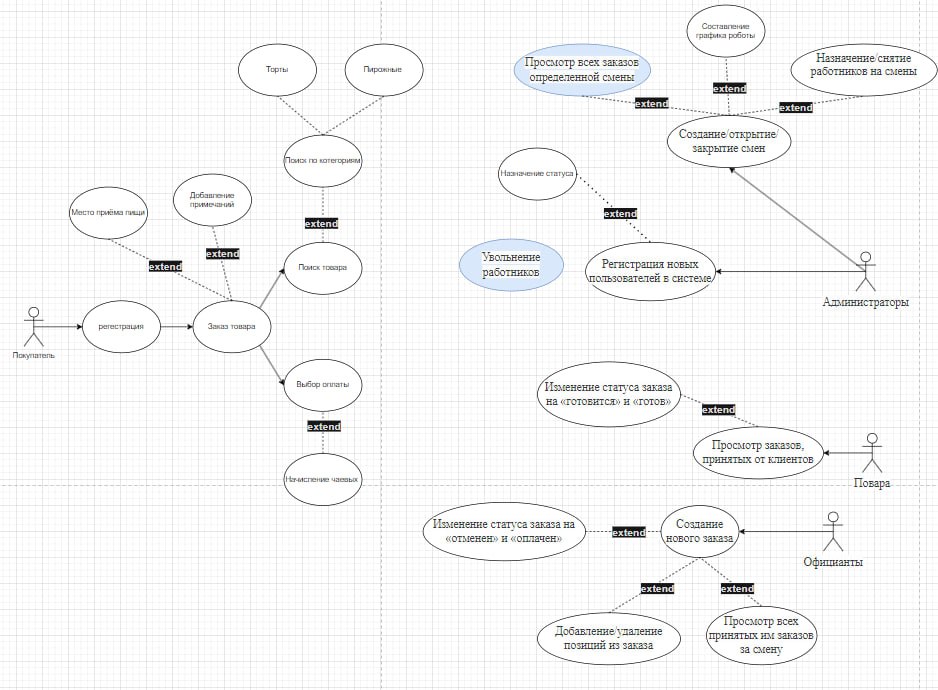 Торты
Пирожные
Поиск по категориям
extend
Место приёма пищи
Добавление
примечаний
extend
extend
Поиск товара
Покупатель
регестрация
Заказ товара
Выбор оплаты
extend
Начисление чаевых
Составление
графика роботы
Просмотр всех заказов
определенной смены
Назначение/снятие
работников на смены
extend
extend
extend
Создание/открытие/
закрытие смен
Назначение статуса
extend
Увольнение
работников
Регистрация новых
пользователей в системе
Администраторы
Изменение статуса заказа
на «готовится» и «готов»
extend
Просмотр заказов,
принятых от клиентов
Повара
Изменение статуса заказа на
«отменен» и «оплачен»
extend
Создание
нового заказа
Официанты
extend
extend
Добавление/удаление
позиций из заказа
Просмотр всех
принятых им заказов
за смену